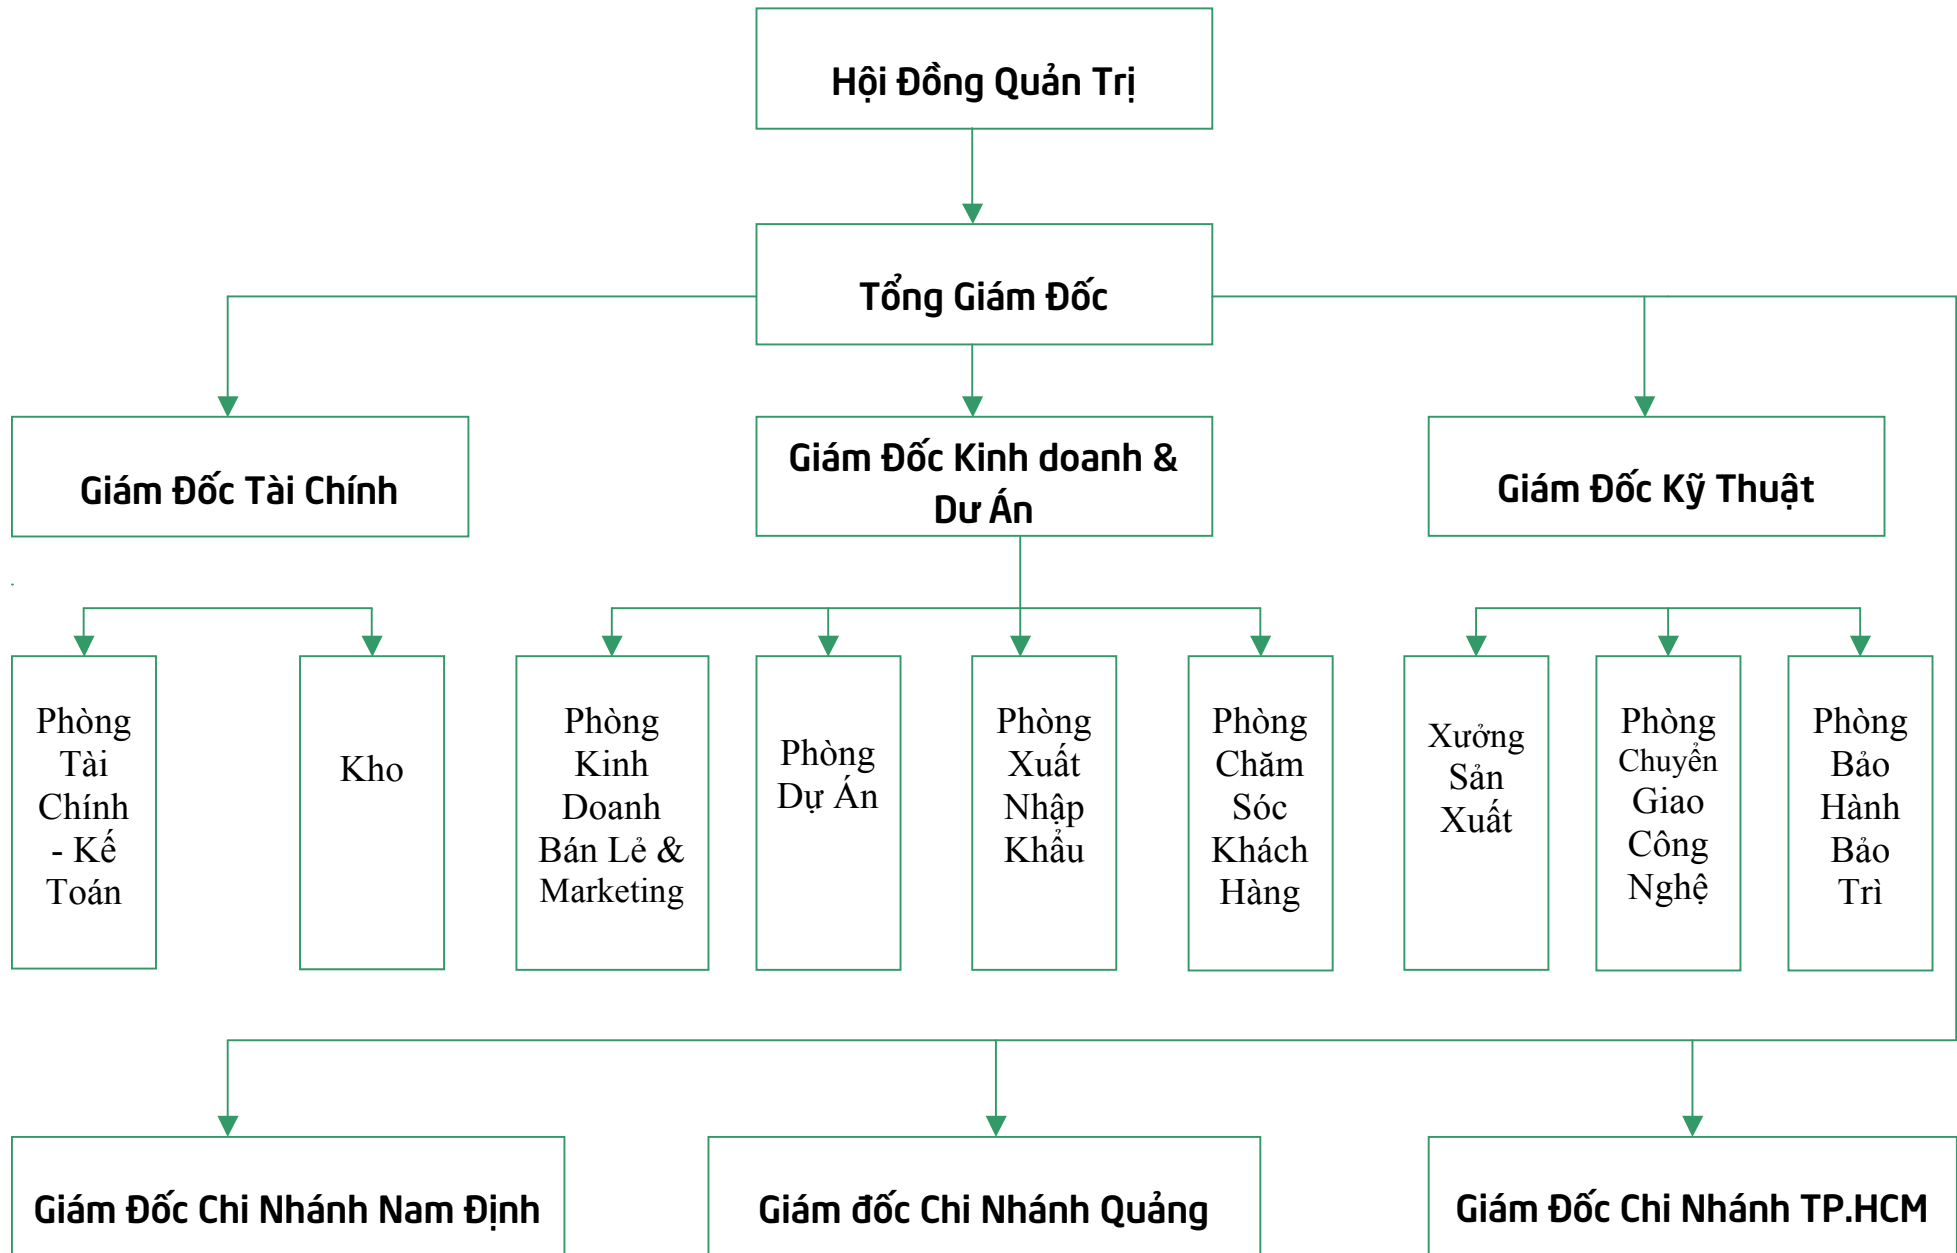 Hội Đồng Quản Trị
Tổng Giám Đốc
Giám Đốc Tài Chính
Giám Đốc Kinh doanh &
Dư Án
Giám Đốc Kỹ Thuật
Phòng
Tài
Chính
- Kế
Toán
Kho
Phòng
Kinh
Doanh
Bán Lẻ &
Marketing
Phòng
Dự Án
Phòng
Xuất
Nhập
Khẩu
Phòng
Chăm
Sóc
Khách
Hàng
Xưởng
Sản
Xuất
Phòng
Chuyển
Giao
Công
Nghệ
Phòng
Bảo
Hành
Bảo
Trì
Giám Đốc Chi Nhánh Nam Định
Giám đốc Chi Nhánh Quảng
Giám Đốc Chi Nhánh TP.HCM